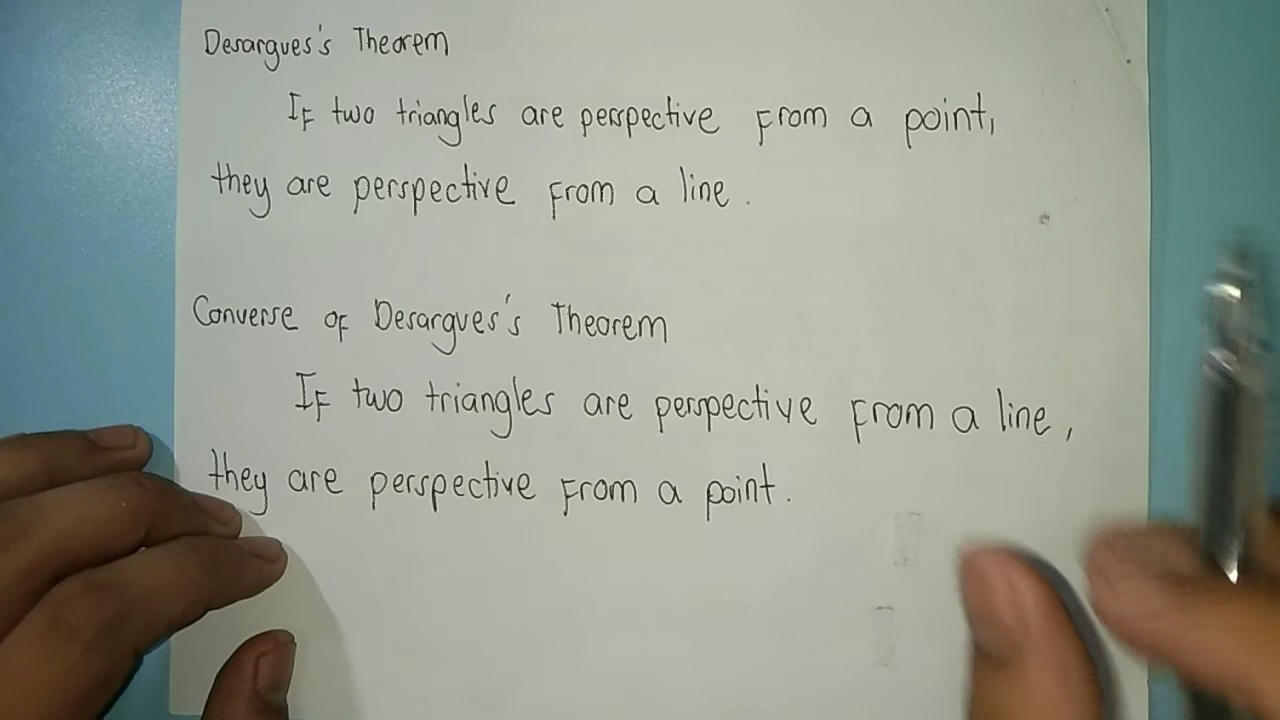 Desargues's Theorem
If two triangles are perspective from a point,
they are perspective from a line.
Converse of Desargues's Theorem
If two triangles are perspective from a line,
they are perspective from a point.